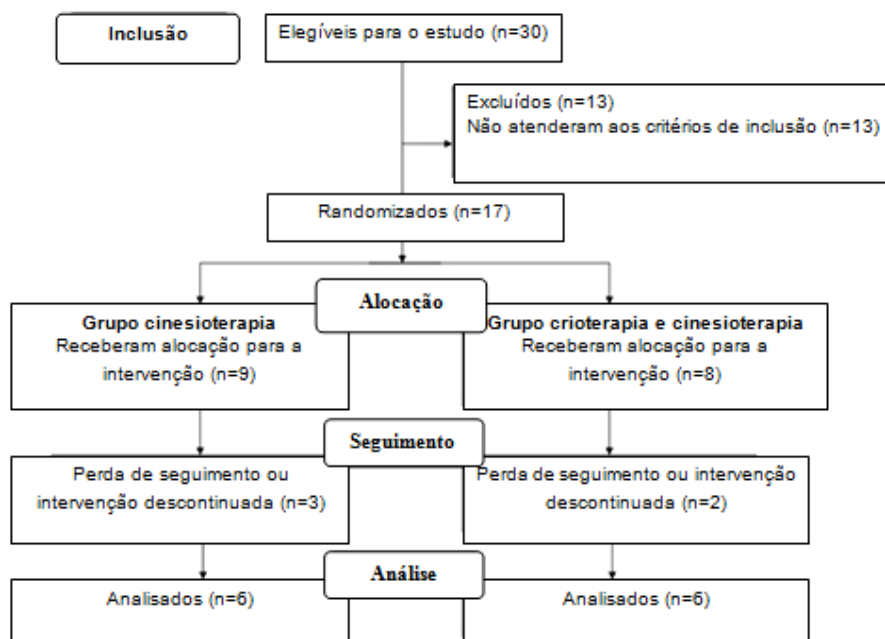 Inclusão
Elegíveis para o estudo (n=30)
Excluídos (n=13)
Não atenderam aos critérios de inclusão (n=13)
Randomizados (n=17)
Alocação
Grupo cinesioterapia
Receberam alocação para a
intervenção (n=9)
Grupo crioterapia e cinesioterapia
Receberam alocação para a
intervenção (n=8)
Seguimento
Perda de seguimento ou
intervenção descontinuada (n=3)
Perda de seguimento ou intervenção
descontinuada (n=2)
Análise
Analisados (n=6)
Analisados (n=6)